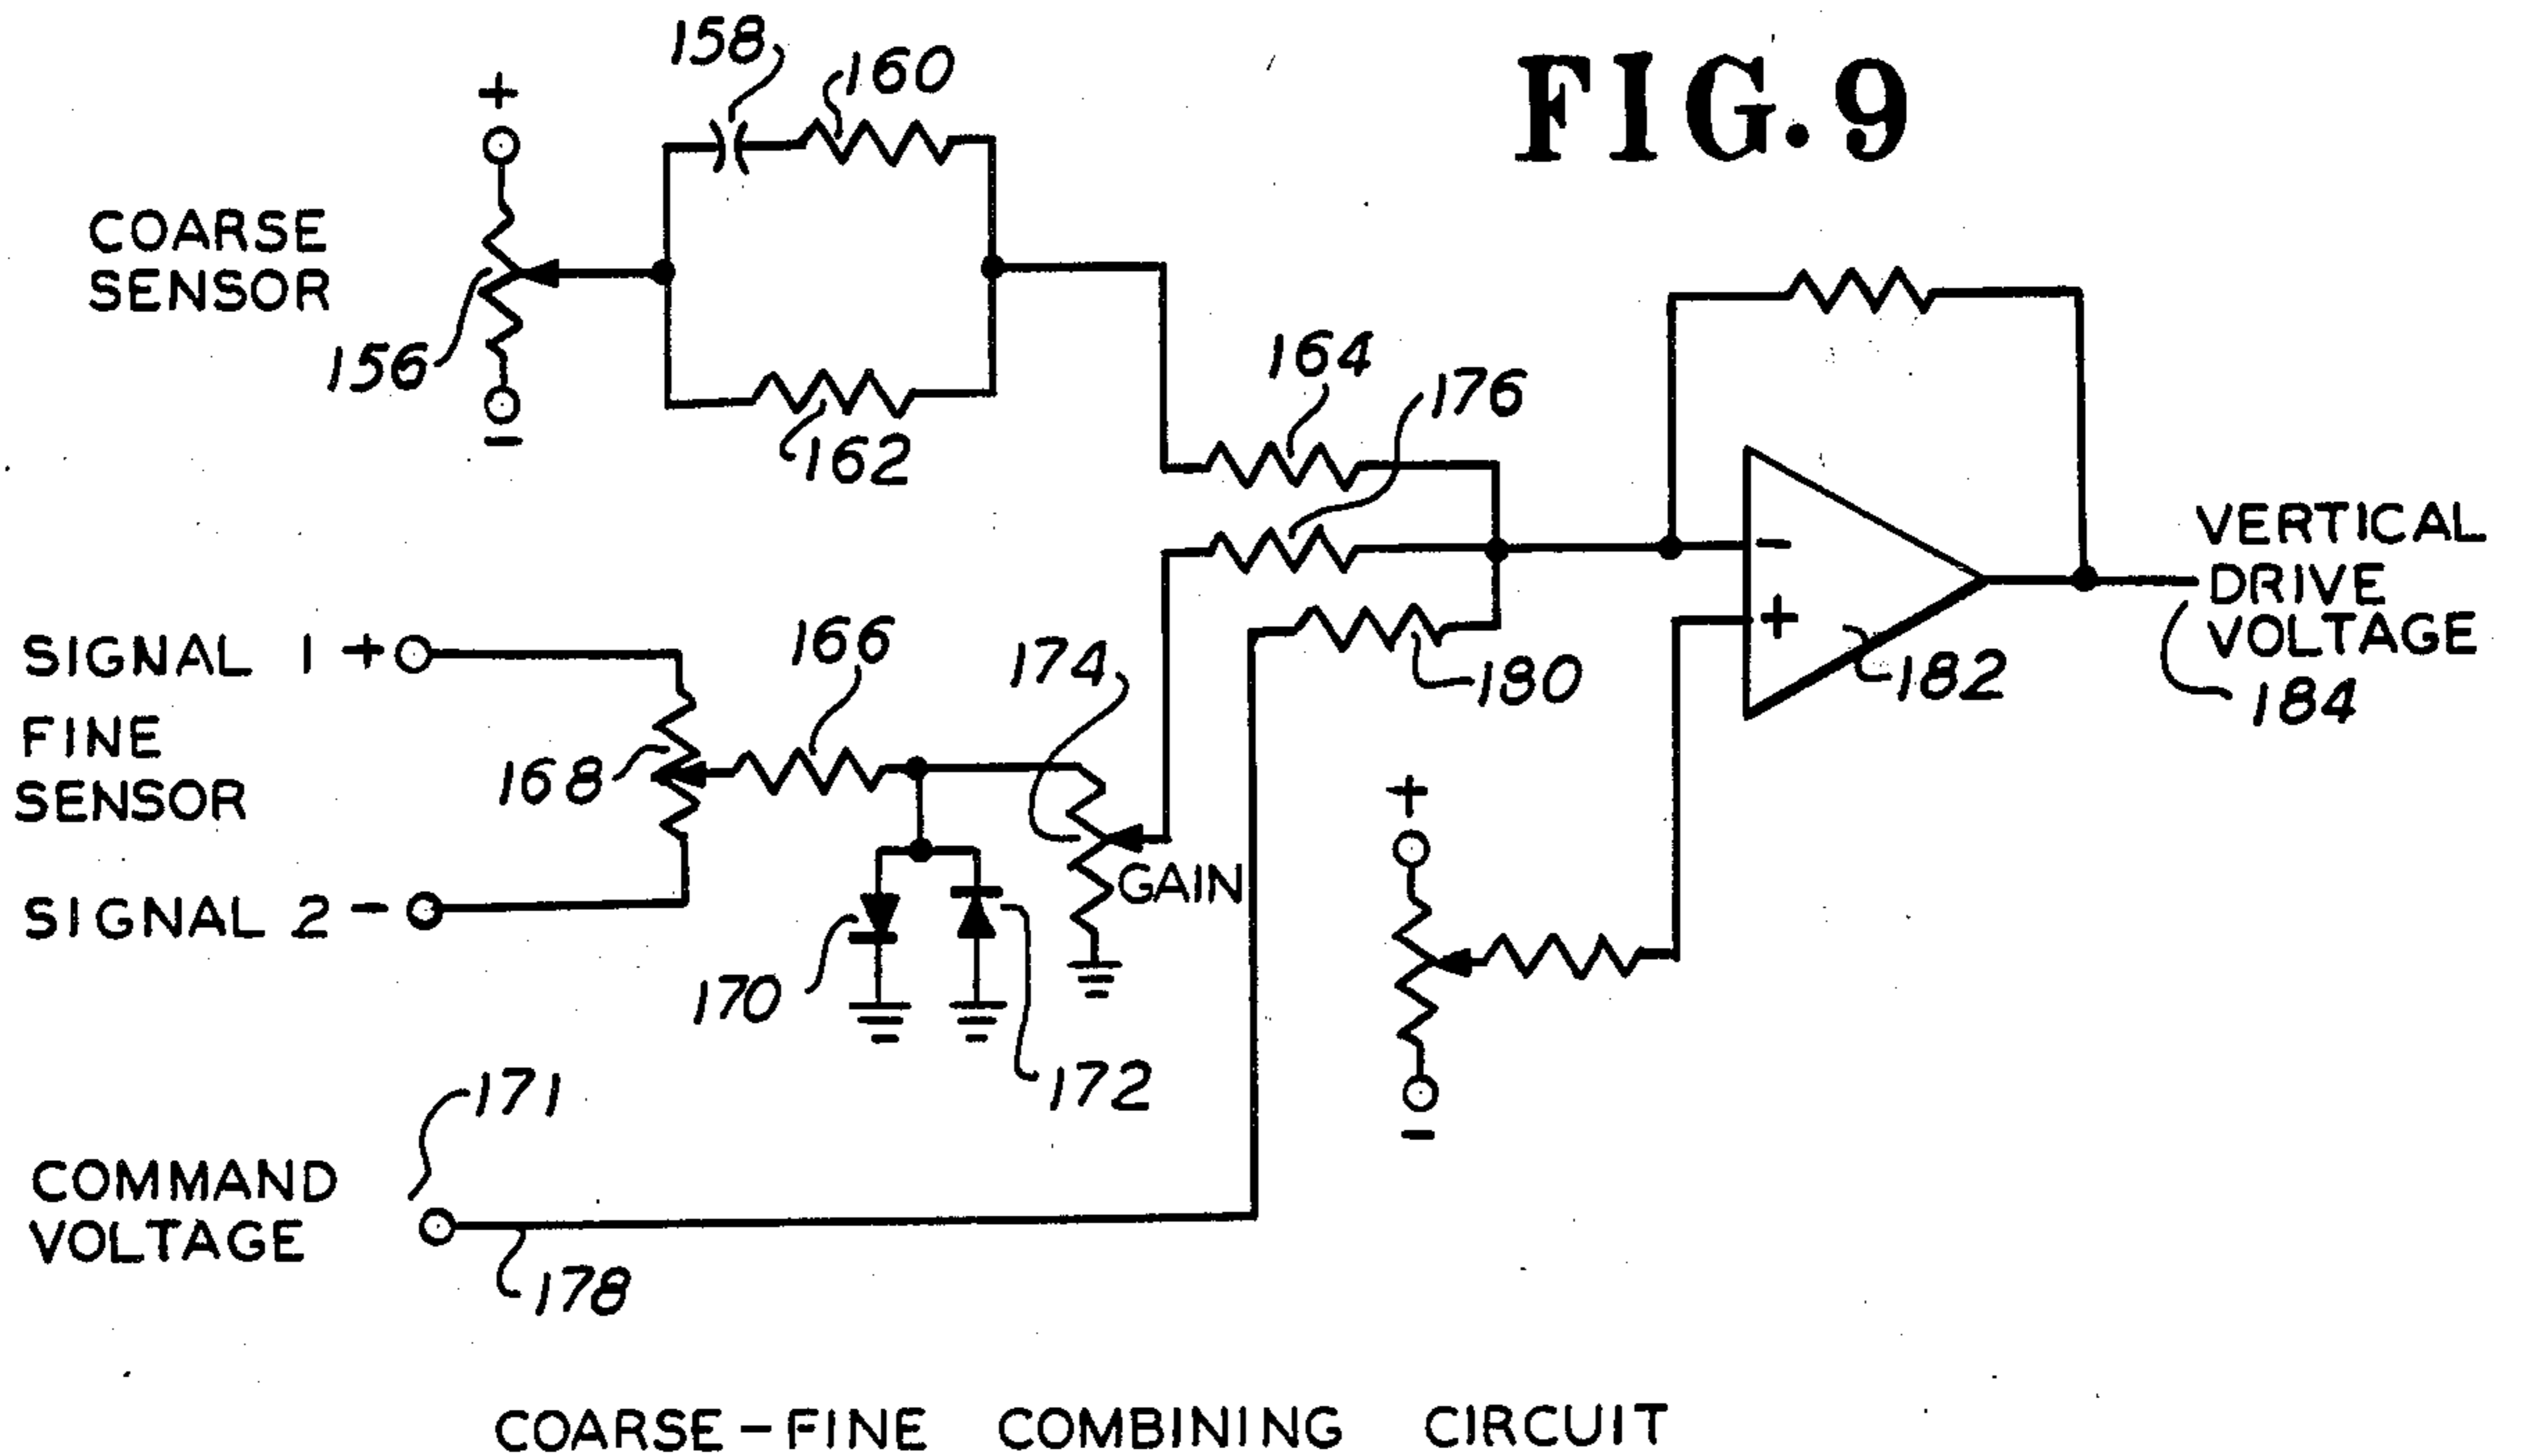 FIG. 9
158
160
+
COARSE
SENSOR
156
-
162
164
176
-
+
VERTICAL
DRIVE
VOLTAGE
182
184
180
SIGNAL 1 +
FINE
SENSOR
168
166
174
GAIN
SIGNAL 2 -
170
172
+
-
171
COMMAND
VOLTAGE
178
COARSE-FINE COMBINING CIRCUIT